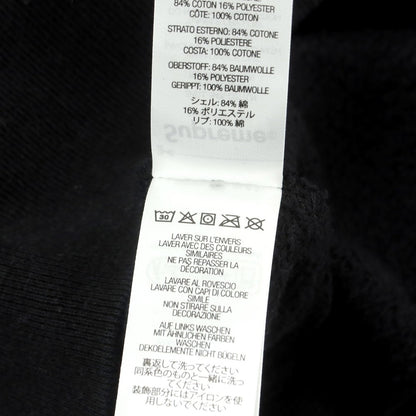 84% COTON 16% POLYESTER
CÔTE: 100% COTON
STRATO ESTERNO: 84% COTONE
16% POLIESTERE
COSTA: 100% COTONE
OBERSTOFF: 84% BAUMWOLLE
16% POLYESTER
GERIPPT: 100% BAUMWOLLE
シェル: 84% 綿
16% ポリエステル
リブ: 100% 綿
Supreme
30
LAVER SUR L'ENVERS
LAVER AVEC DES COULEURS
SIMILAIRES
NE PAS REPASSER LA
DÉCORATION
LAVARE AL ROVESCIO
LAVARE CON CAPI DI COLORE
SIMILE
NON STIRARE SULLA
DECORAZIONE
AUF LINKS WASCHEN
MIT ÄHNLICHEN FARBEN
WASCHEN
DEKOELEMENTE NICHT BÜGELN
裏返して洗ってください
同系色のものと一緒に洗っ
てください
装飾部分にはアイロンを使
用しないでください